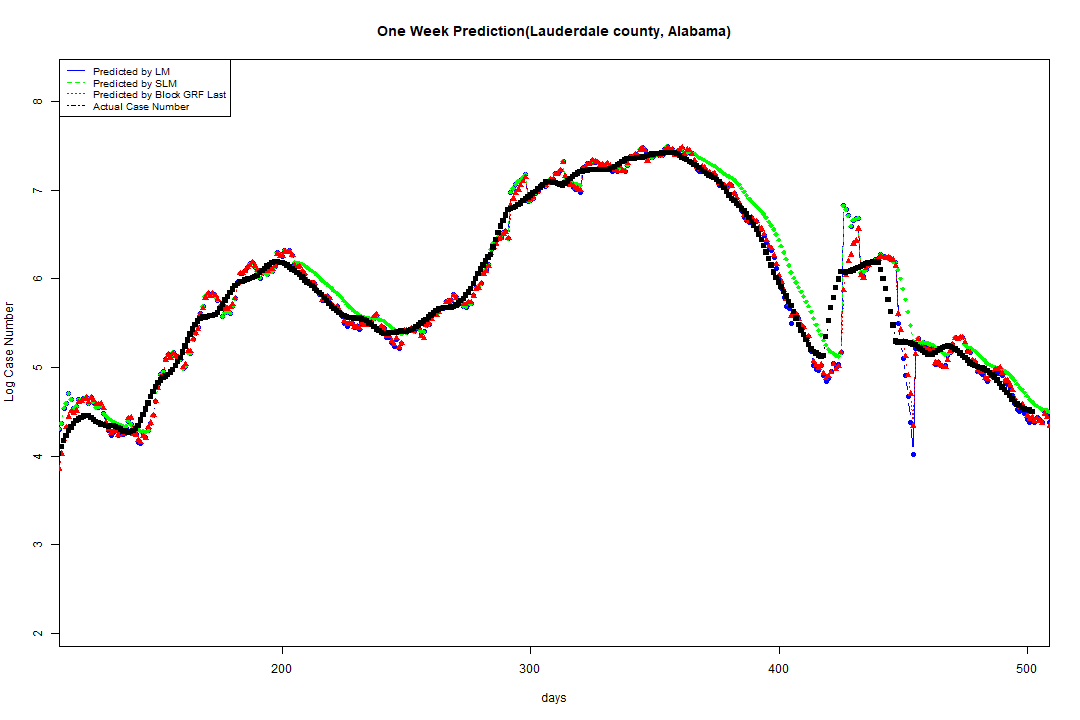 One Week Prediction(Lauderdale county, Alabama)
Predicted by LM
Predicted by SLM
Predicted by Block GRF Last
Actual Case Number
8
7
6
5
4
3
2
Log Case Number
200
300
400
500
days